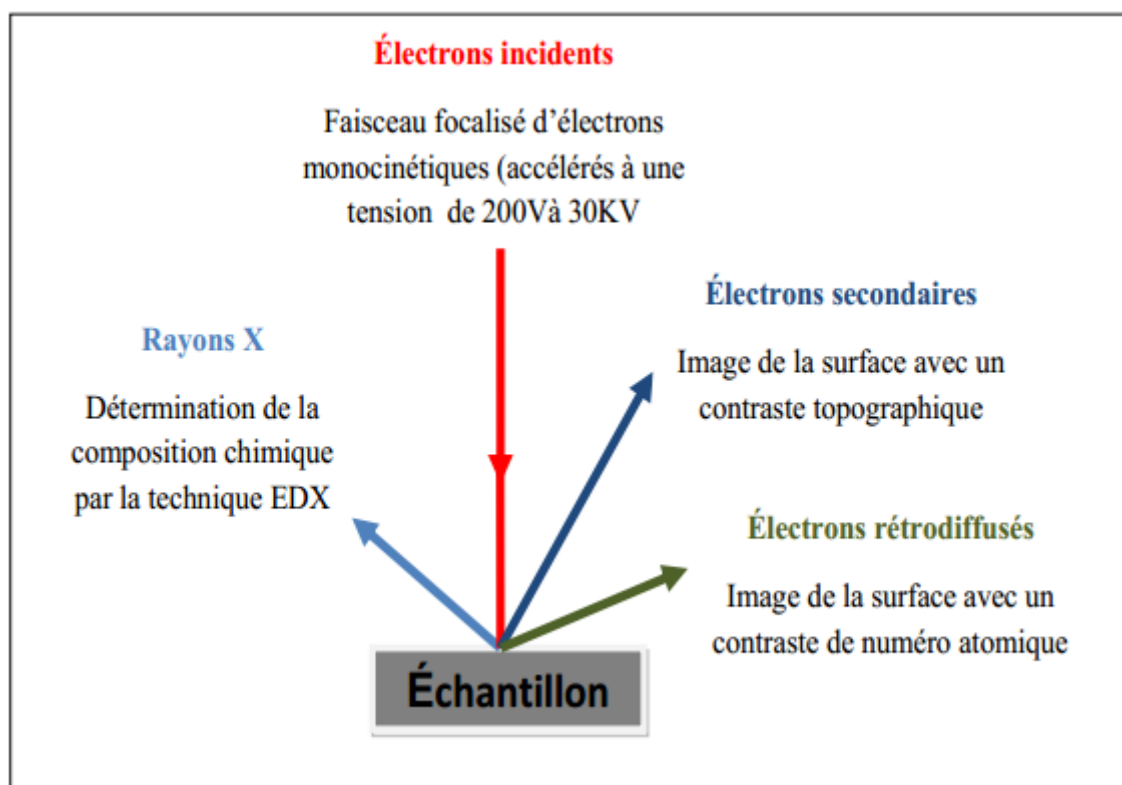 Électrons incidents
Faisceau focalisé d’électrons
monocinétiques (accélérés à une
tension de 200Và 30KV
Rayons X
Détermination de la
composition chimique
par la technique EDX
Électrons secondaires
Image de la surface avec un
contraste topographique
Électrons rétrodiffusés
Image de la surface avec un
contraste de numéro atomique
Échantillon